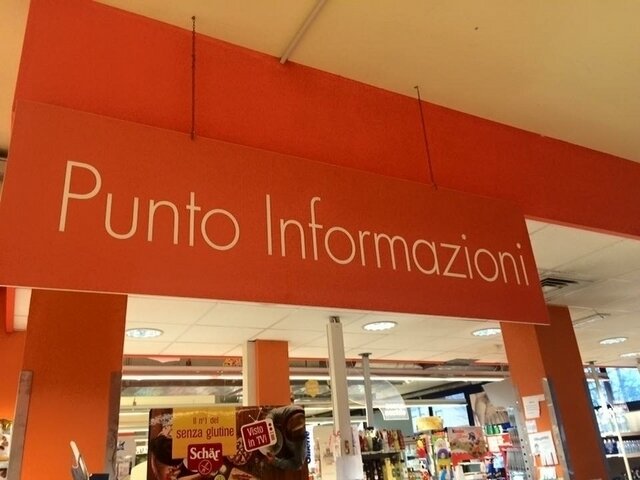 Punto Informazioni
Il n°1 del
senza glutine
Schär
Visto
in TV!